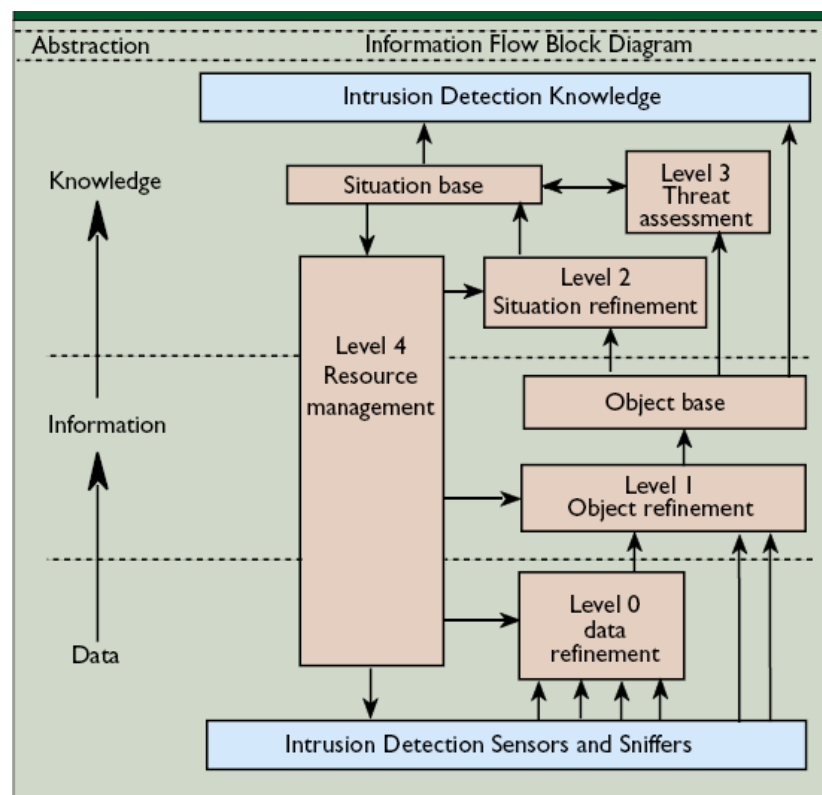 Abstraction
Information Flow Block Diagram
Intrusion Detection Knowledge
Knowledge
Situation base
Level 3
Threat
assessment
Level 2
Situation refinement
Level 4
Resource
management
Information
Object base
Level 1
Object refinement
Level 0
data
refinement
Data
Intrusion Detection Sensors and Sniffers